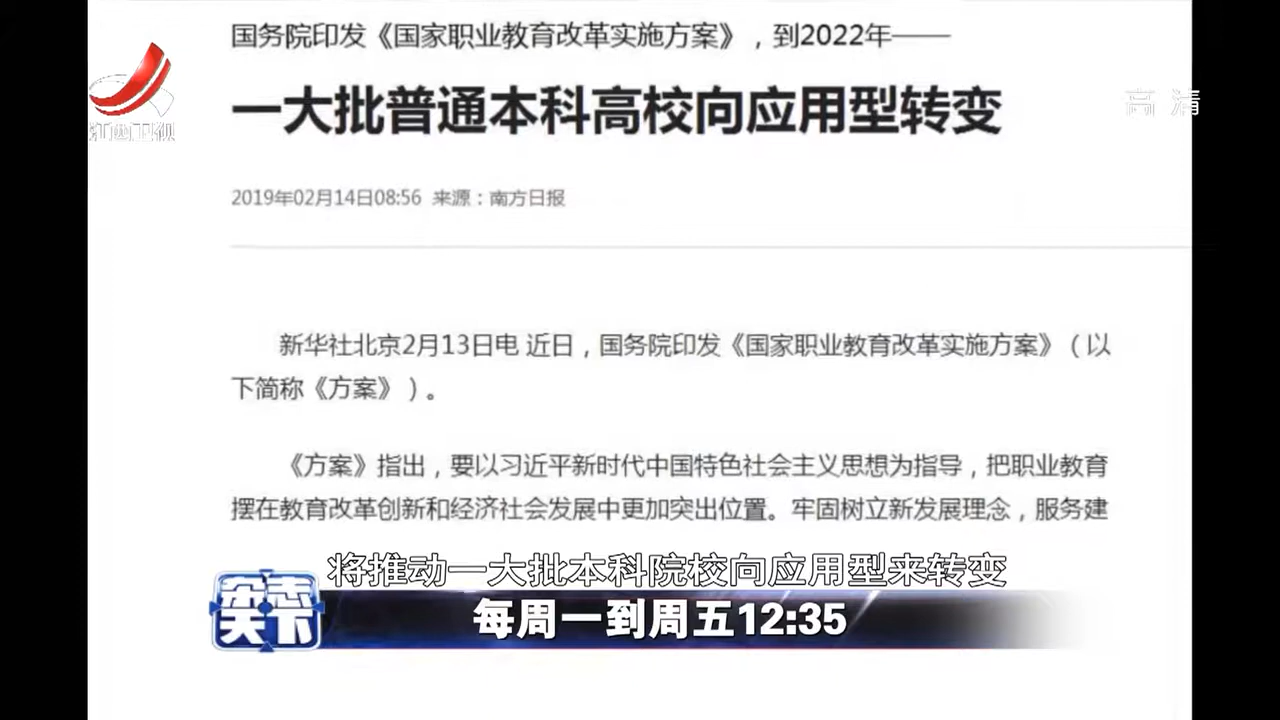 国务院印发《国家职业教育改革实施方案》，到2022年——
一大批普通本科高校向应用型转变
江西卫视
高清
2019年02月14日08:56 来源：南方日报
新华社北京2月13日电 近日，国务院印发《国家职业教育改革实施方案》（以
下简称《方案》）。
《方案》指出，要以习近平新时代中国特色社会主义思想为指导，把职业教育
摆在教育改革创新和经济社会发展中更加突出位置。牢固树立新发展理念，服务建
将推动一大批本科院校向应用型来转变
杂志
天下
每周一到周五12:35